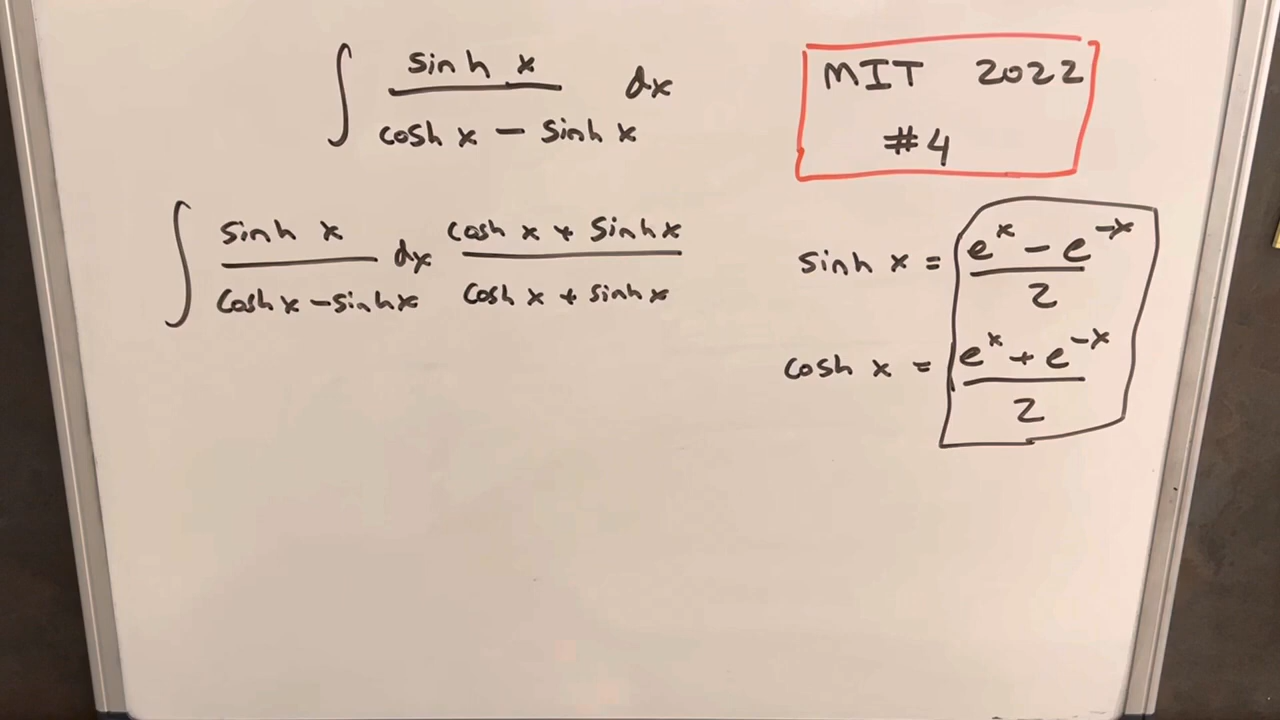 ∫ sinh x / (cosh x − sinh x) dx
MIT 2022
#4
∫ sinh x / (cosh x − sinh x) dx (cosh x + sinh x) / (cosh x + sinh x)
sinh x = (e^x − e^−x) / 2
cosh x = (e^x + e^−x) / 2